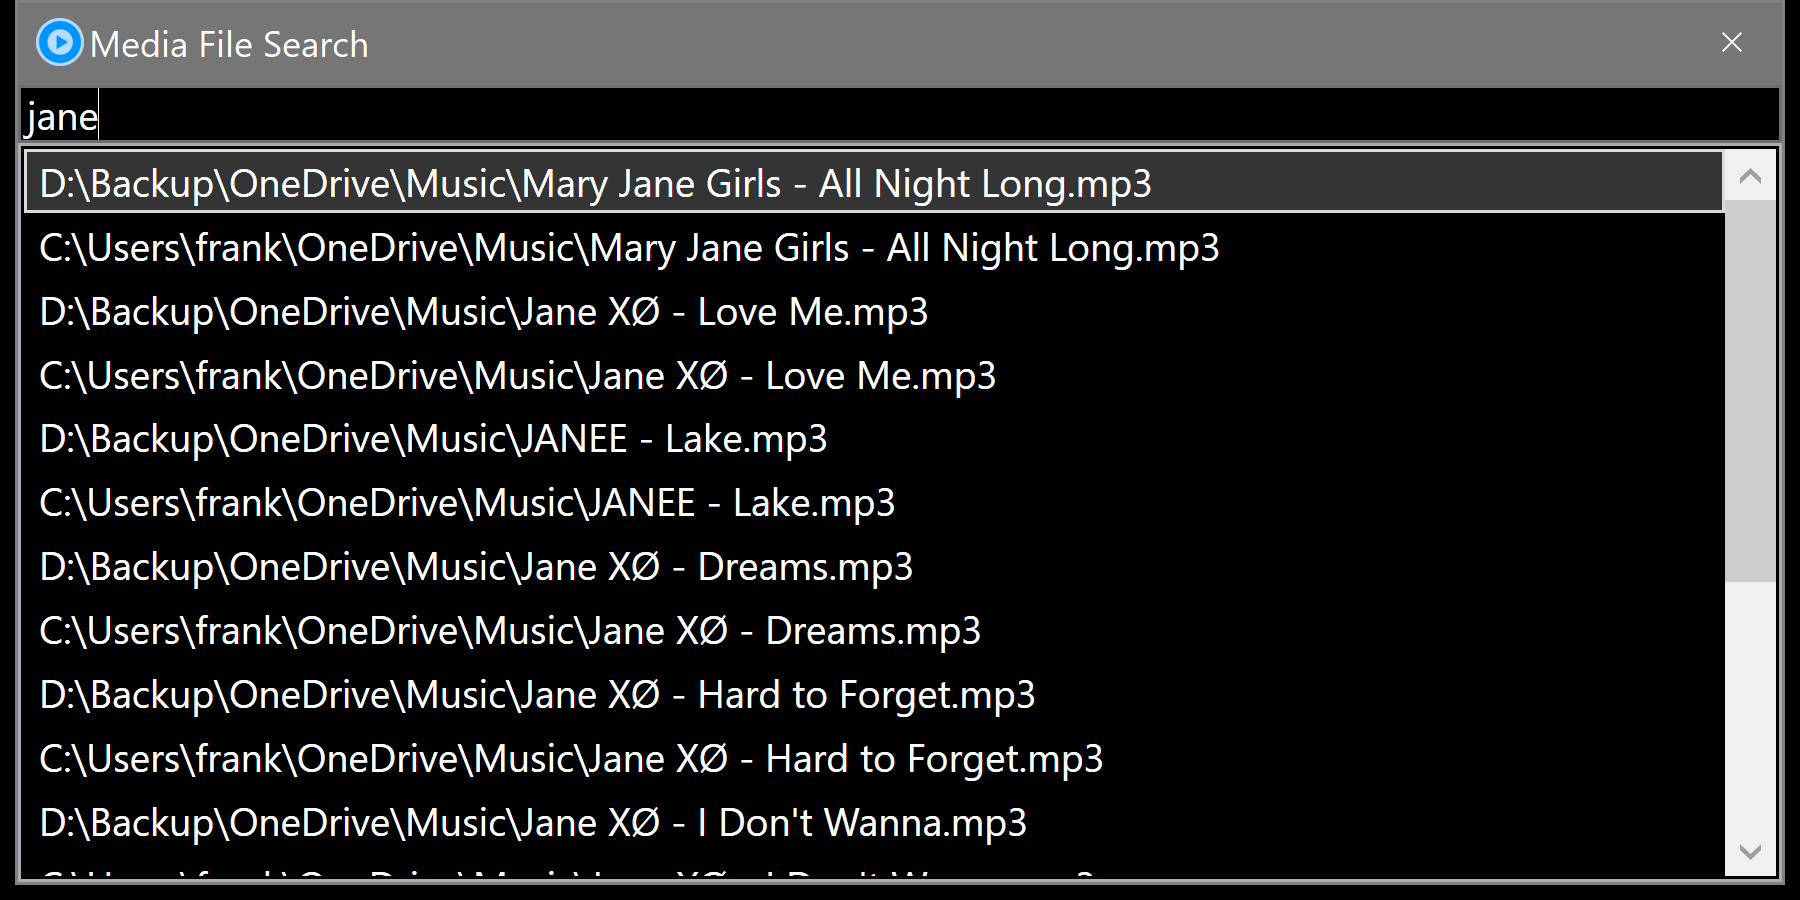 Media File Search
jane
D:\Backup\OneDrive\Music\Mary Jane Girls - All Night Long.mp3
C:\Users\frank\OneDrive\Music\Mary Jane Girls - All Night Long.mp3
D:\Backup\OneDrive\Music\Jane XØ - Love Me.mp3
C:\Users\frank\OneDrive\Music\Jane XØ - Love Me.mp3
D:\Backup\OneDrive\Music\JANEE - Lake.mp3
C:\Users\frank\OneDrive\Music\JANEE - Lake.mp3
D:\Backup\OneDrive\Music\Jane XØ - Dreams.mp3
C:\Users\frank\OneDrive\Music\Jane XØ - Dreams.mp3
D:\Backup\OneDrive\Music\Jane XØ - Hard to Forget.mp3
C:\Users\frank\OneDrive\Music\Jane XØ - Hard to Forget.mp3
D:\Backup\OneDrive\Music\Jane XØ - I Don't Wanna.mp3